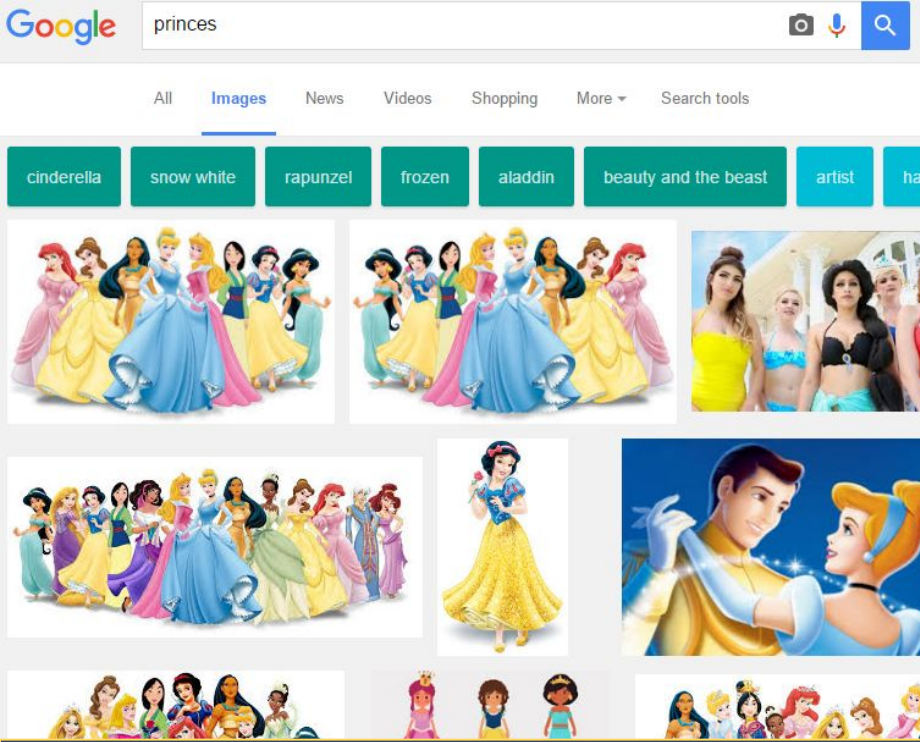 Google princes
All Images News Videos Shopping More Search tools
cinderella snow white rapunzel frozen aladdin beauty and the beast artist ha